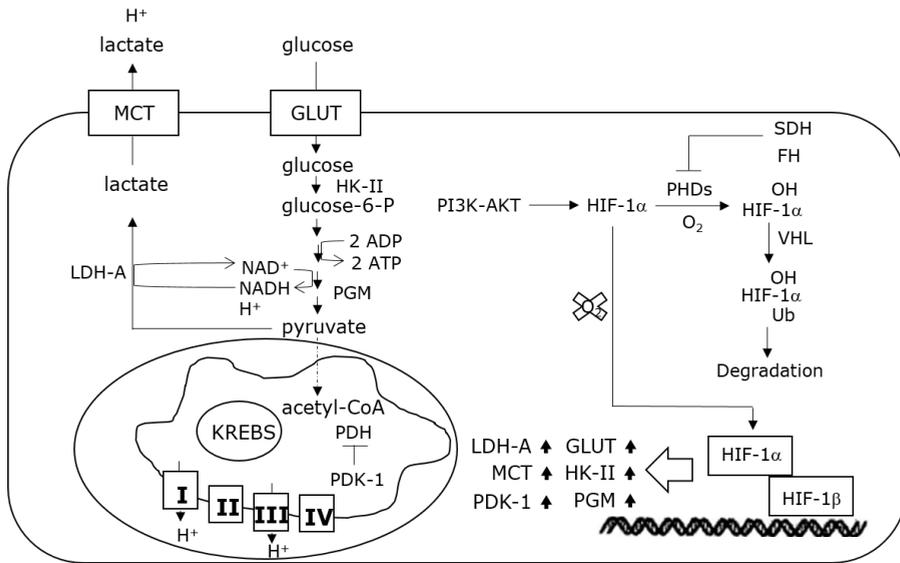 H⁺
lactate
glucose
MCT
GLUT
lactate
glucose
HK-II
glucose-6-P
2 ADP
2 ATP
LDH-A
NAD⁺
NADH
H⁺
PGM
pyruvate
acetyl-CoA
KREBS
PDH
PDK-1
I
II
III
IV
H⁺
H⁺
SDH
FH
PI3K-AKT
HIF-1α
PHDs
O₂
OH
HIF-1α
VHL
OH
HIF-1α
Ub
Degradation
O₂
HIF-1α
HIF-1β
LDH-A GLUT
MCT HK-II
PDK-1 PGM